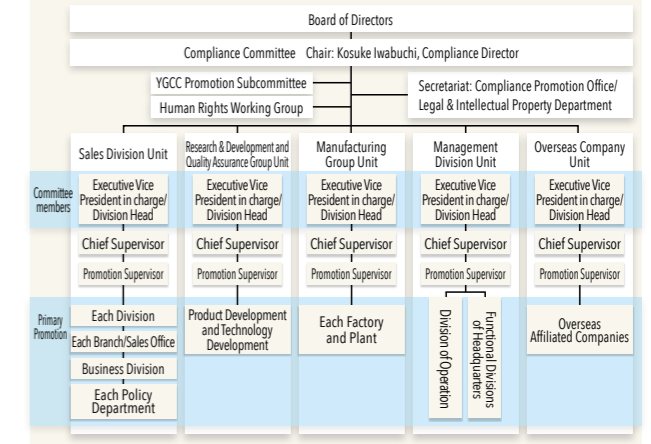 Board of Directors
Compliance Committee Chair: Kosuke Iwabuchi, Compliance Director
YGCC Promotion Subcommittee
Human Rights Working Group
Secretariat: Compliance Promotion Office/
Legal & Intellectual Property Department
Sales Division Unit
Research & Development and
Quality Assurance Group Unit
Manufacturing
Group Unit
Management
Division Unit
Overseas Company
Unit
Committee
members
Executive Vice
President in charge/
Division Head
Executive Vice
President in charge/
Division Head
Executive Vice
President in charge/
Division Head
Executive Vice
President in charge/
Division Head
Executive Vice
President in charge/
Division Head
Chief Supervisor
Chief Supervisor
Chief Supervisor
Chief Supervisor
Chief Supervisor
Promotion Supervisor
Promotion Supervisor
Promotion Supervisor
Promotion Supervisor
Promotion Supervisor
Primary
Promotion
Each Division
Each Branch/Sales Office
Business Division
Each Policy
Department
Product Development
and Technology
Development
Each Factory
and Plant
Division of Operation
Functional Divisions
of Headquarters
Overseas
Affiliated Companies